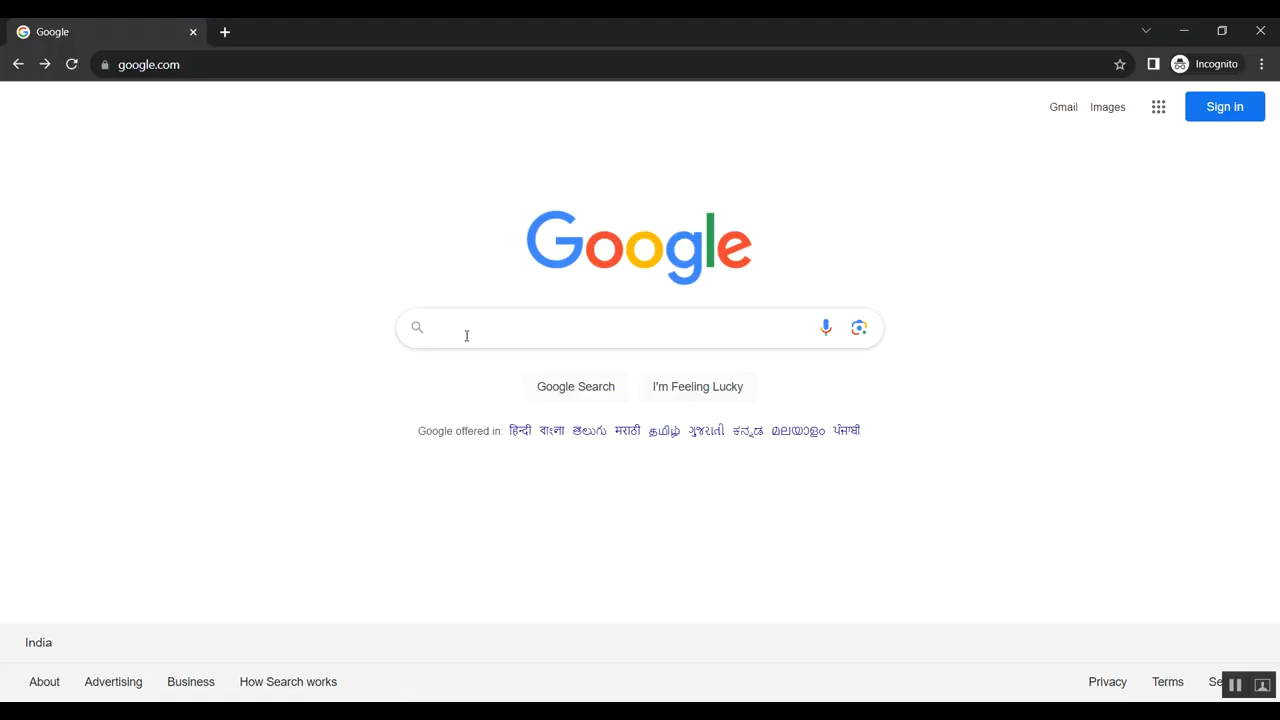 Google
google.com
Incognito
Gmail Images Sign in
Google
Google Search I'm Feeling Lucky
Google offered in: हिन्दी বাংলা తెలుగు मराठी தமிழ் ગુજરાતી ಕನ್ನಡ മലയാളം ਪੰਜਾਬੀ
India
About Advertising Business How Search works Privacy Terms Se